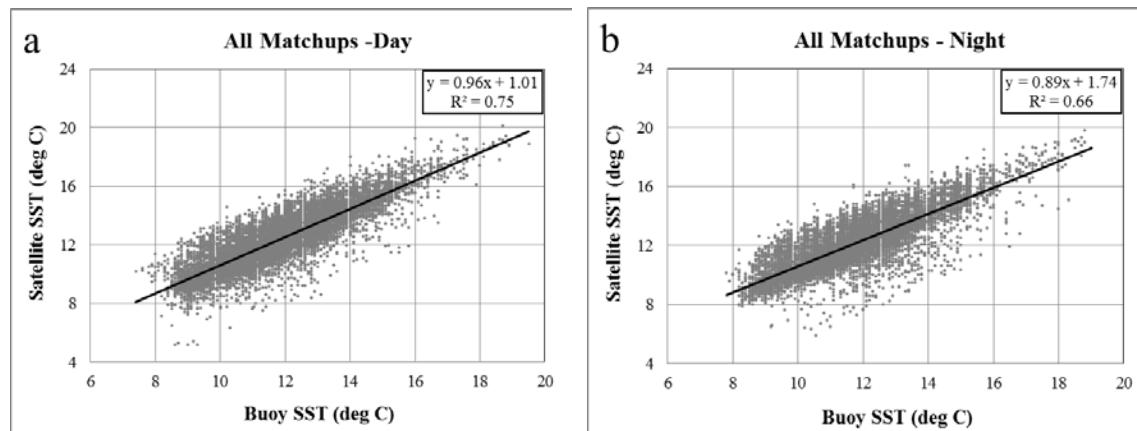 a
All Matchups -Day
y = 0.96x + 1.01
R² = 0.75
24
20
16
12
8
4
Satellite SST (deg C)
6 8 10 12 14 16 18 20
Buoy SST (deg C)
b
All Matchups - Night
y = 0.89x + 1.74
R² = 0.66
24
20
16
12
8
4
Satellite SST (deg C)
6 8 10 12 14 16 18 20
Buoy SST (deg C)